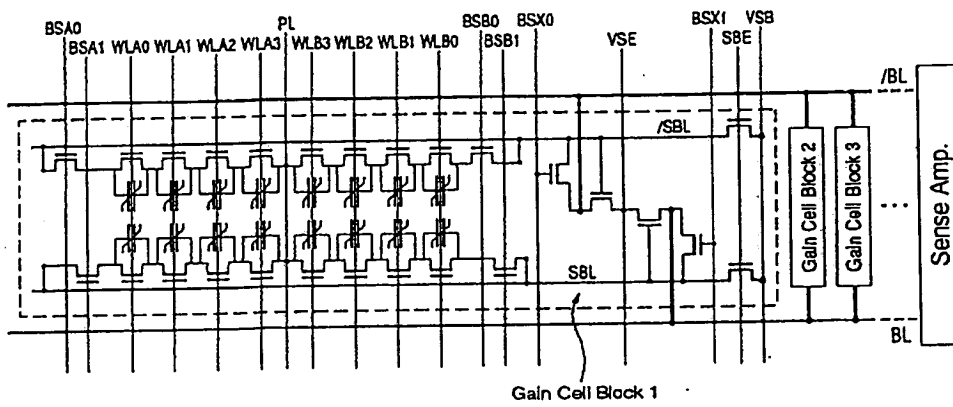 BSA0
BSA1
WLA0
WLA1
WLA2
WLA3
PL
WLB3
WLB2
WLB1
WLB0
BSB0
BSB1
BSX0
VSE
BSX1
SBE
VSB
/BL
/SBL
Gain Cell Block 2
Gain Cell Block 3
...
Sense Amp.
SBL
BL
Gain Cell Block 1